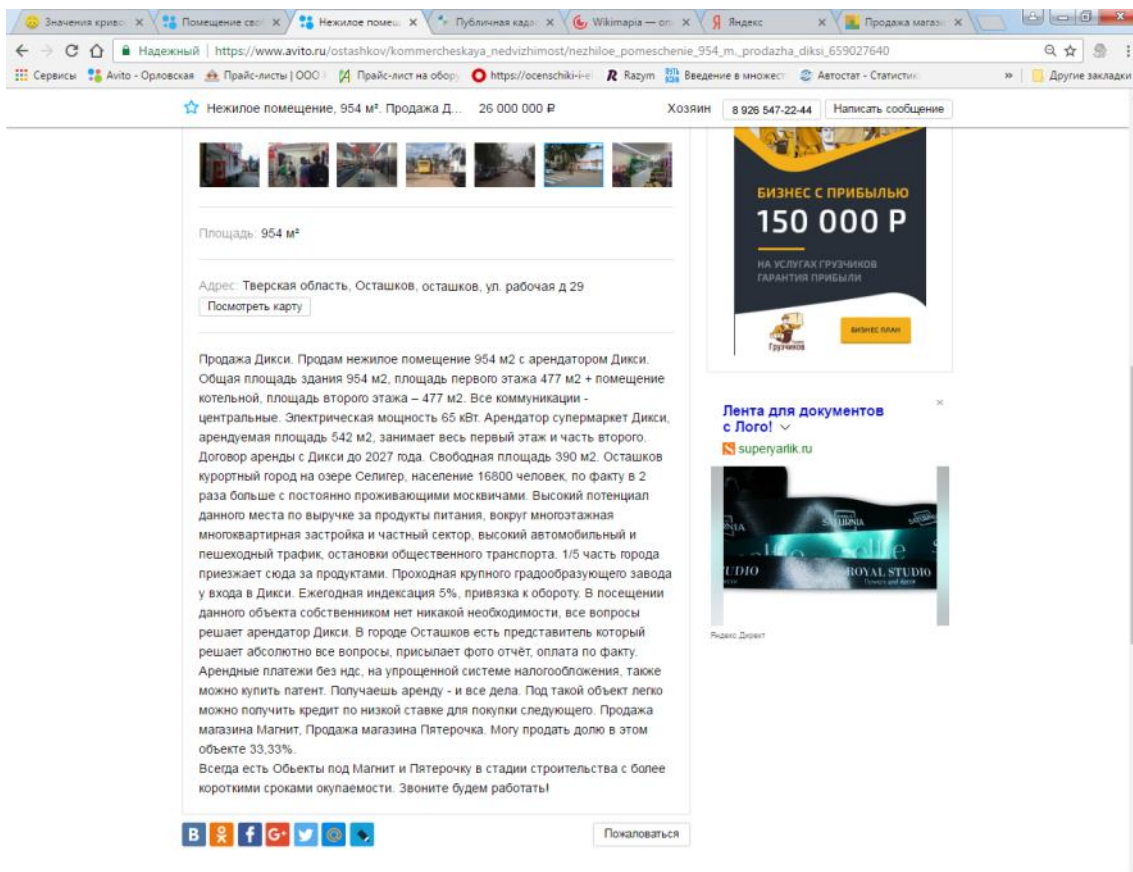 Значения криво
Помещение сво
Нежилое помещ
Публичная када
Wikimapia — оп
Яндекс
Продажа магази
Надежный | https://www.avito.ru/ostashkov/kommercheskaya_nedvizhimost/nezhiloe_pomeschenie_954_m._prodazha_diksi_659027640
Сервисы Avito - Орловская Прайс-листы | ООО Прайс-лист на обору https://ocenschiki-i-e Razym Введение в множест Автостат - Статистик » Другие закладки
Нежилое помещение, 954 м². Продажа Д... 26 000 000 ₽ Хозяин 8 926 547-22-44 Написать сообщение
Площадь: 954 м²
Адрес: Тверская область, Осташков, осташков, ул. рабочая д 29
Посмотреть карту
Продажа Дикси. Продам нежилое помещение 954 м2 с арендатором Дикси.
Общая площадь здания 954 м2, площадь первого этажа 477 м2 + помещение
котельной, площадь второго этажа – 477 м2. Все коммуникации -
центральные. Электрическая мощность 65 кВт. Арендатор супермаркет Дикси,
арендуемая площадь 542 м2, занимает весь первый этаж и часть второго.
Договор аренды с Дикси до 2027 года. Свободная площадь 390 м2. Осташков
курортный город на озере Селигер, население 16800 человек, по факту в 2
раза больше с постоянно проживающими москвичами. Высокий потенциал
данного места по выручке за продукты питания, вокруг многоэтажная
многоквартирная застройка и частный сектор, высокий автомобильный и
пешеходный трафик, остановки общественного транспорта. 1/5 часть города
приезжает сюда за продуктами. Проходная крупного градообразующего завода
у входа в Дикси. Ежегодная индексация 5%, привязка к обороту. В посещении
данного объекта собственником нет никакой необходимости, все вопросы
решает арендатор Дикси. В городе Осташков есть представитель который
решает абсолютно все вопросы, присылает фото отчёт, оплата по факту.
Арендные платежи без ндс, на упрощенной системе налогообложения, также
можно купить патент. Получаешь аренду - и все дела. Под такой объект легко
можно получить кредит по низкой ставке для покупки следующего. Продажа
магазина Магнит, Продажа магазина Пятерочка. Могу продать долю в этом
объекте 33,33%.
Всегда есть Обьекты под Магнит и Пятерочку в стадии строительства с более
короткими сроками окупаемости. Звоните будем работать!
Пожаловаться
БИЗНЕС С ПРИБЫЛЬЮ
150 000 Р
НА УСЛУГАХ ГРУЗЧИКОВ
ГАРАНТИЯ ПРИБЫЛИ
Грузчиков
БИЗНЕС ПЛАН
Лента для документов
с Лого!
superyarlik.ru
SATURNIA
ROYAL STUDIO
Яндекс.Директ